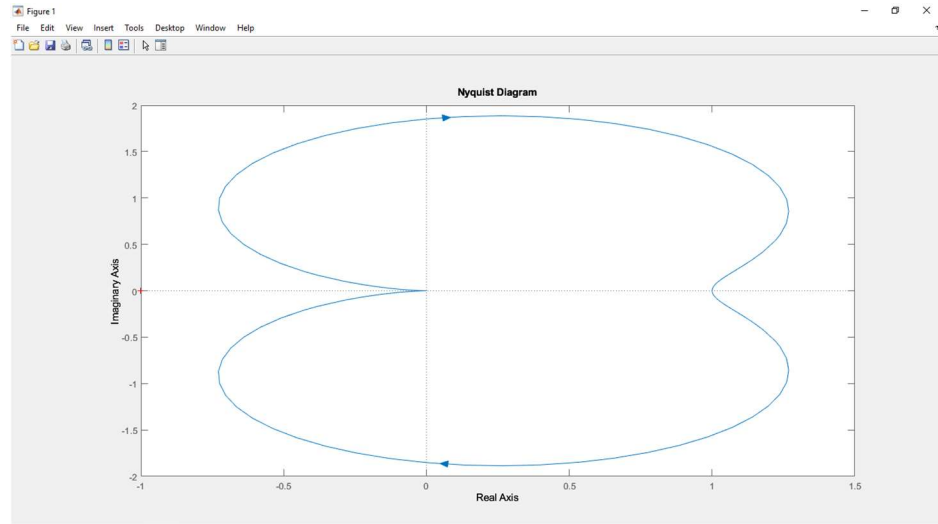 Figure 1
File Edit View Insert Tools Desktop Window Help
Nyquist Diagram
2
1.5
1
0.5
0
-0.5
-1
-1.5
-2
Imaginary Axis
-1 -0.5 0 0.5 1 1.5
Real Axis